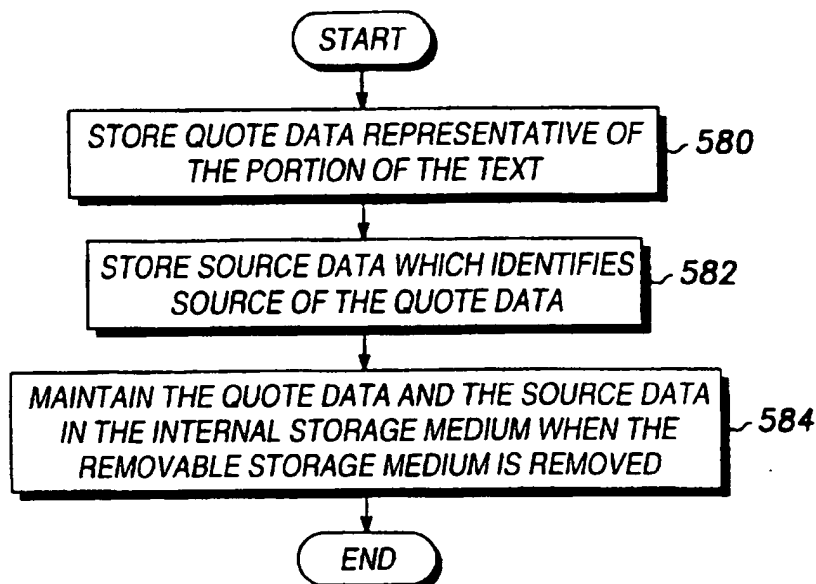 START
STORE QUOTE DATA REPRESENTATIVE OF
THE PORTION OF THE TEXT
580
STORE SOURCE DATA WHICH IDENTIFIES
SOURCE OF THE QUOTE DATA
582
MAINTAIN THE QUOTE DATA AND THE SOURCE DATA
IN THE INTERNAL STORAGE MEDIUM WHEN THE
REMOVABLE STORAGE MEDIUM IS REMOVED
584
END